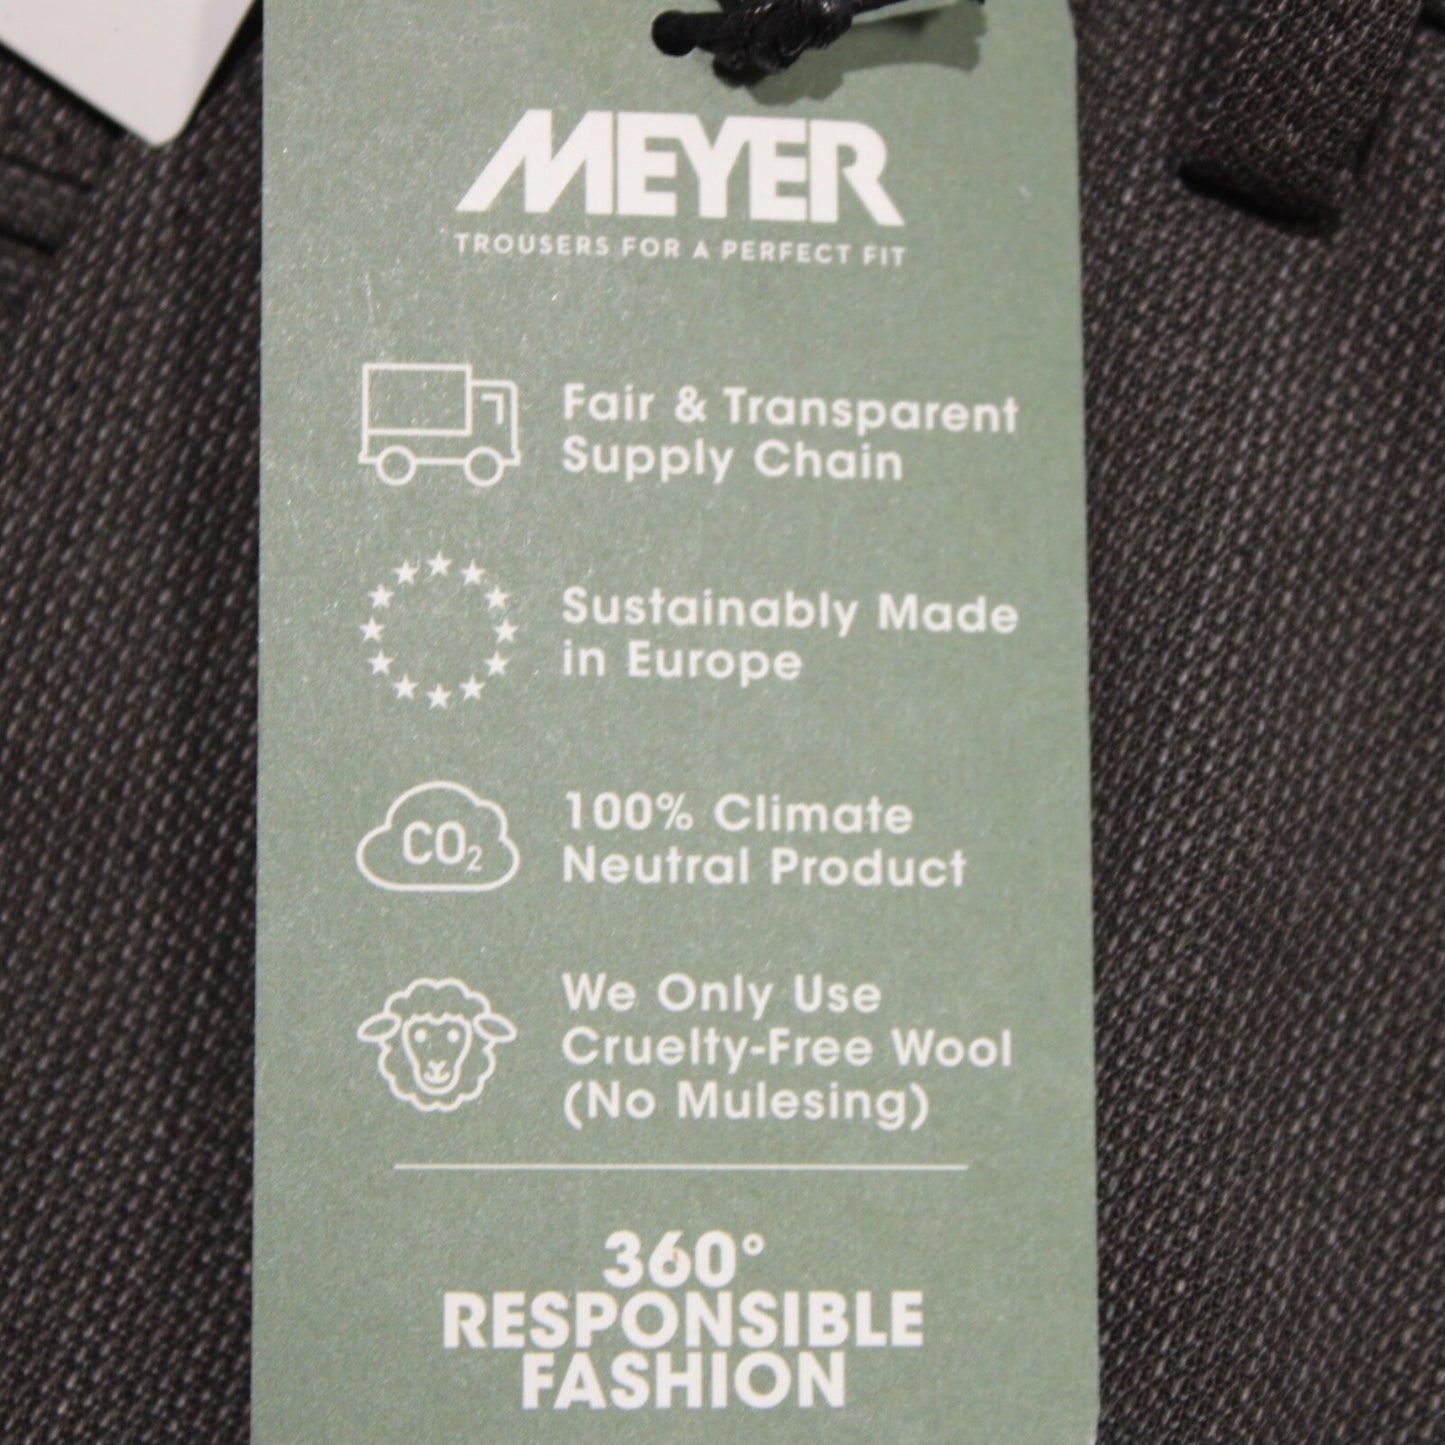 MEYER
TROUSERS FOR A PERFECT FIT
Fair & Transparent
Supply Chain
Sustainably Made
in Europe
CO₂
100% Climate
Neutral Product
We Only Use
Cruelty-Free Wool
(No Mulesing)
360°
RESPONSIBLE
FASHION